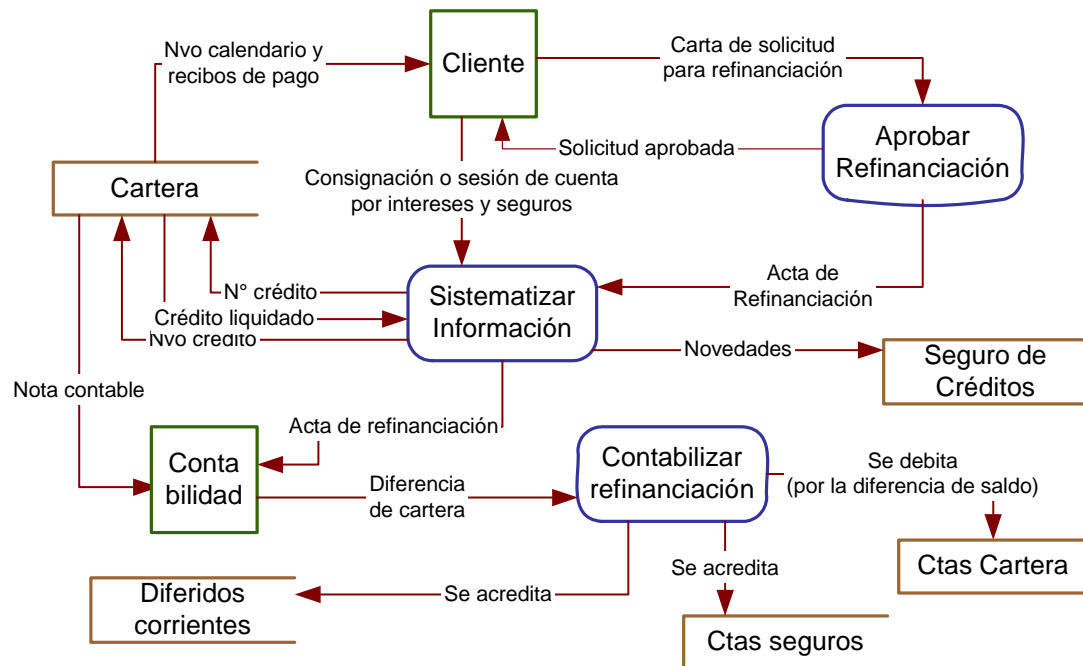 Nvo calendario y
recibos de pago
Cliente
Carta de solicitud
para refinanciación
Aprobar
Refinanciación
Solicitud aprobada
Cartera
Consignación o sesión de cuenta
por intereses y seguros
Acta de
Refinanciación
N° crédito
Crédito liquidado
Nvo crédito
Sistematizar
Información
Novedades
Seguro de
Créditos
Nota contable
Acta de refinanciación
Conta
bilidad
Diferencia
de cartera
Contabilizar
refinanciación
Se debita
(por la diferencia de saldo)
Ctas Cartera
Diferidos
corrientes
Se acredita
Se acredita
Ctas seguros